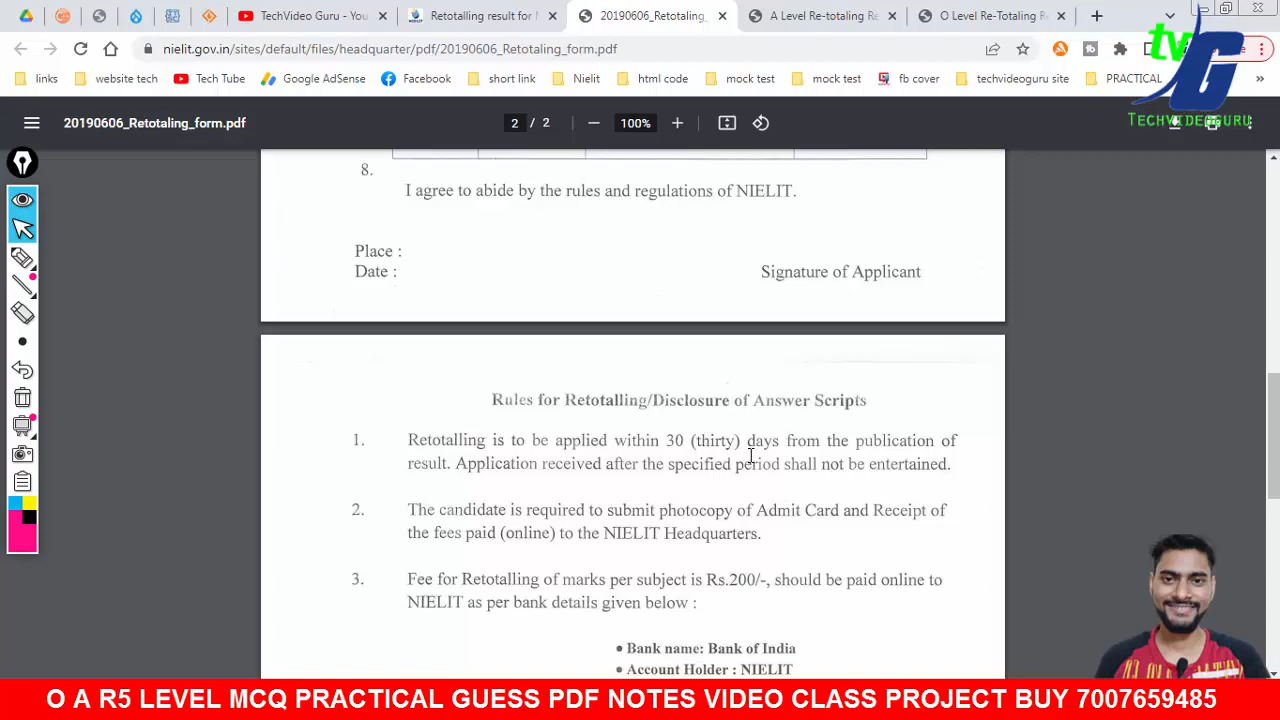 TechVideo Guru - You
Retotalling result for N
20190606_Retotaling_
A Level Re-totaling Re
O Level Re-Totaling Re
nielit.gov.in/sites/default/files/headquarter/pdf/20190606_Retotaling_form.pdf
tv
G
TECHVIDEOGURU
links
website tech
Tech Tube
Google AdSense
Facebook
short link
Nielit
html code
mock test
mock test
fb cover
techvideoguru site
PRACTICAL
20190606_Retotaling_form.pdf
2 / 2
100%
8.
I agree to abide by the rules and regulations of NIELIT.
Place :
Date :
Signature of Applicant
Rules for Retotalling/Disclosure of Answer Scripts
1. Retotalling is to be applied within 30 (thirty) days from the publication of
result. Application received after the specified period shall not be entertained.
2. The candidate is required to submit photocopy of Admit Card and Receipt of
the fees paid (online) to the NIELIT Headquarters.
3. Fee for Retotalling of marks per subject is Rs.200/-, should be paid online to
NIELIT as per bank details given below :
• Bank name: Bank of India
• Account Holder : NIELIT
O A R5 LEVEL MCQ PRACTICAL GUESS PDF NOTES VIDEO CLASS PROJECT BUY 7007659485